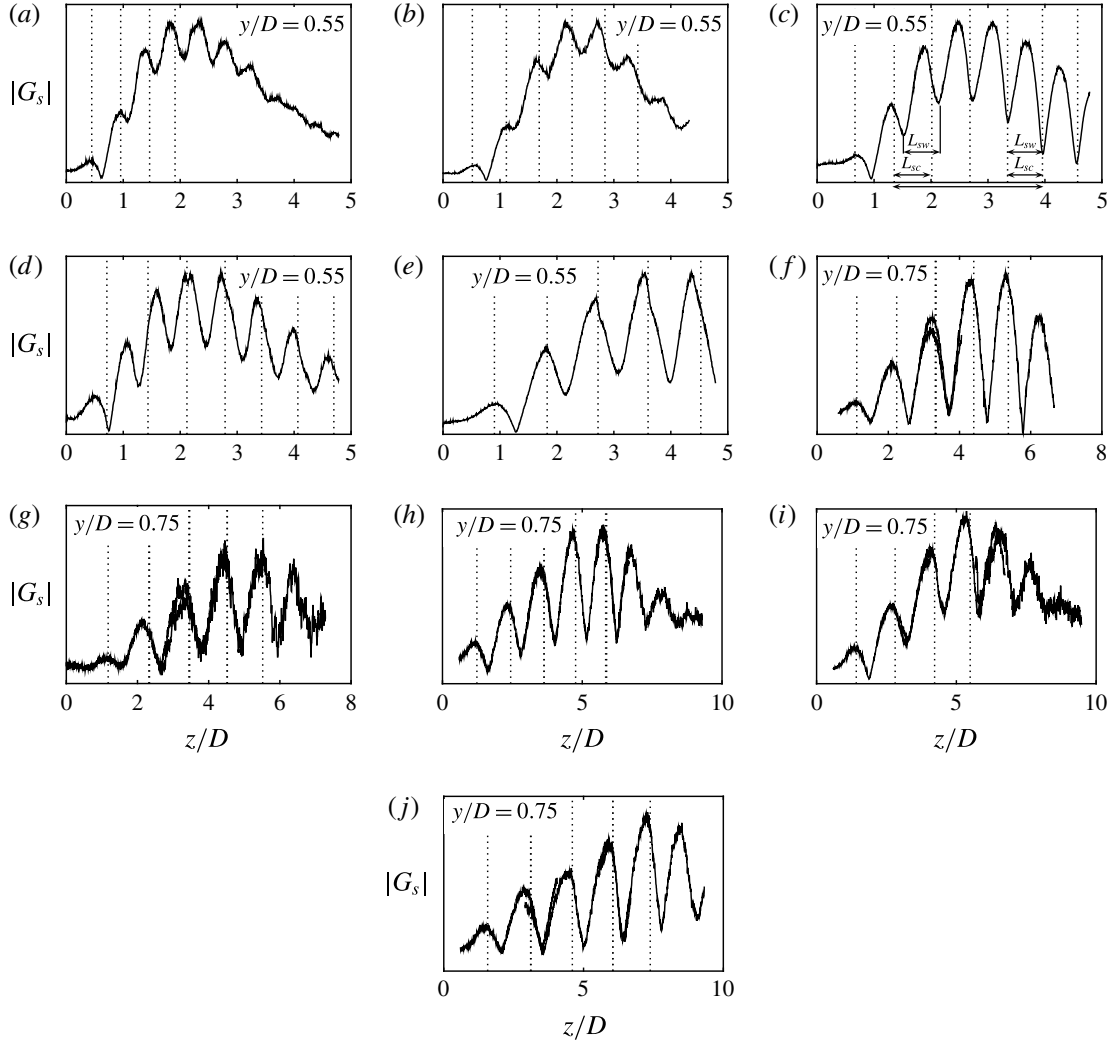 (a) y/D = 0.55 (b) y/D = 0.55 (c) y/D = 0.55
|G_s|
L_sw L_sw
L_sc L_sc
0 1 2 3 4 5 0 1 2 3 4 5 0 1 2 3 4 5
(d) y/D = 0.55 (e) y/D = 0.55 (f) y/D = 0.75
|G_s|
0 1 2 3 4 5 0 1 2 3 4 5 0 2 4 6 8
(g) y/D = 0.75 (h) y/D = 0.75 (i) y/D = 0.75
|G_s|
0 2 4 6 8 0 5 10 0 5 10
z/D z/D z/D
(j) y/D = 0.75
|G_s|
0 5 10
z/D